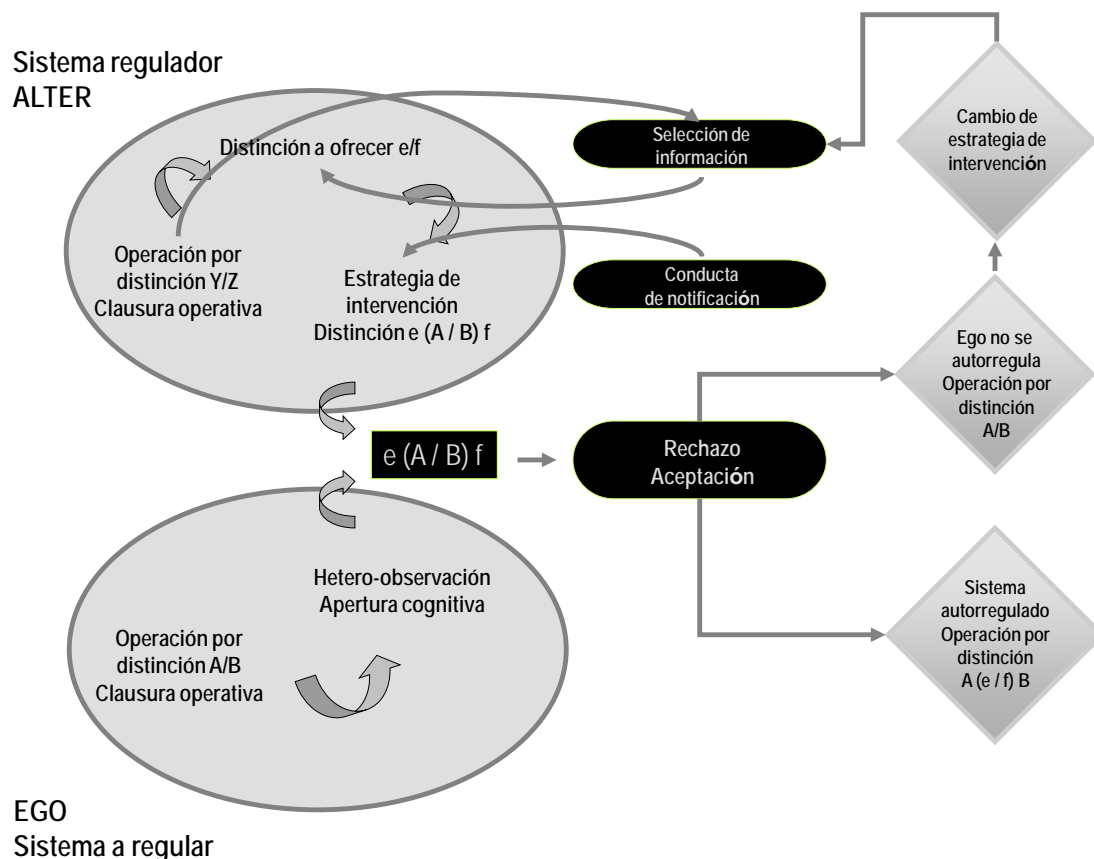 Sistema regulador
ALTER
Distinción a ofrecer e/f
Operación por
distinción Y/Z
Clausura operativa
Estrategia de
intervención
Distinción e (A / B) f
Selección de
información
Conducta
de notificación
Cambio de
estrategia de
intervención
Ego no se
autorregula
Operación por
distinción
A/B
e (A / B) f
Rechazo
Aceptación
Hetero-observación
Apertura cognitiva
Operación por
distinción A/B
Clausura operativa
Sistema
autorregulado
Operación por
distinción
A (e / f) B
EGO
Sistema a regular